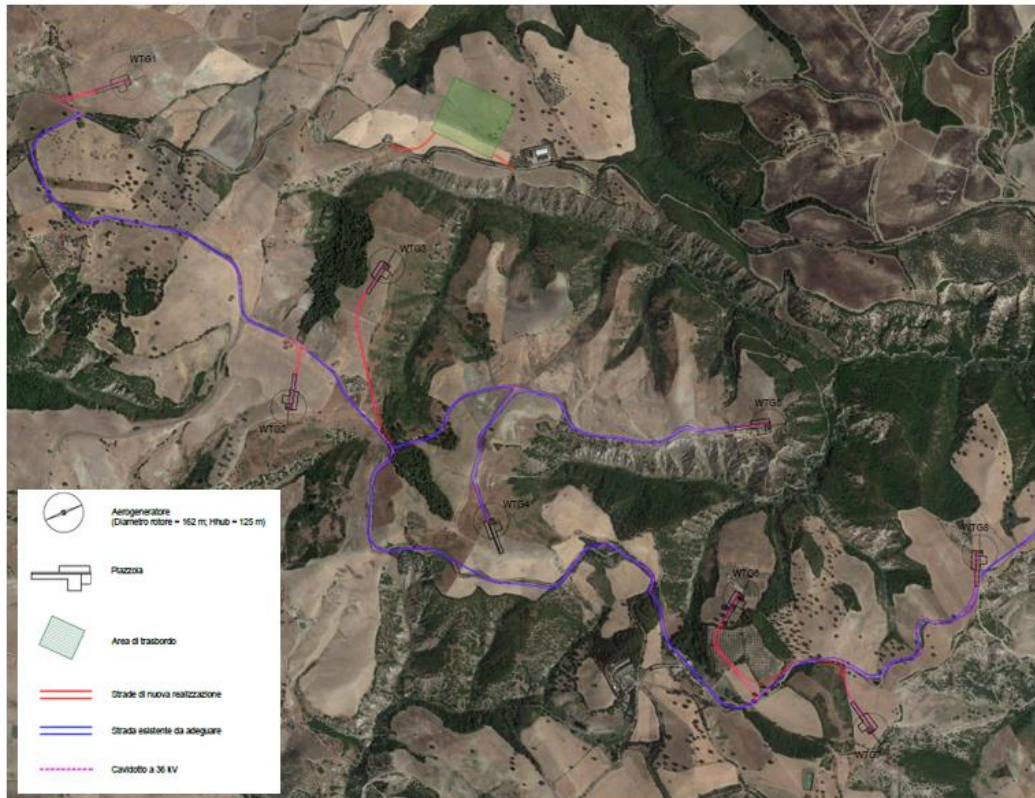 WTG1
WTG3
WTG2
WTG5
WTG4
WTG8
WTG6
WTG7
Aerogeneratore
(Diametro rotore = 162 m; Hhub = 125 m)
Piazzola
Area di trasbordo
Strade di nuova realizzazione
Strada esistente da adeguare
Cavidotto a 36 kV